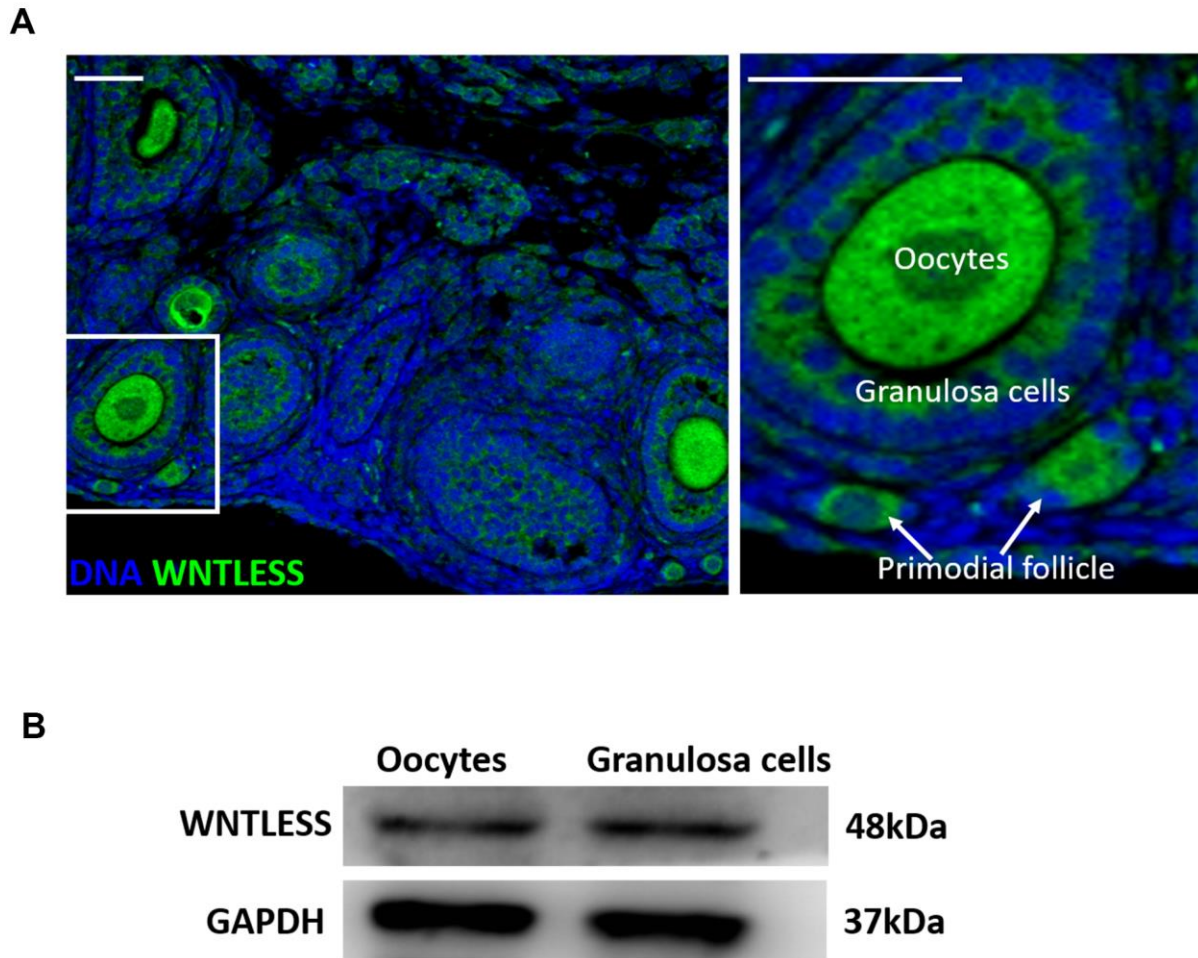 A
Oocytes
Granulosa cells
Primodial follicle
DNA WNTLESS
B
Oocytes Granulosa cells
WNTLESS 48kDa
GAPDH 37kDa